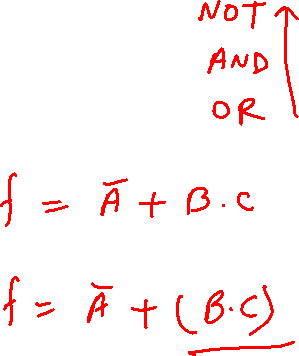 NOT
AND
OR
f = A̅ + B.C
f = A̅ + (B.C)